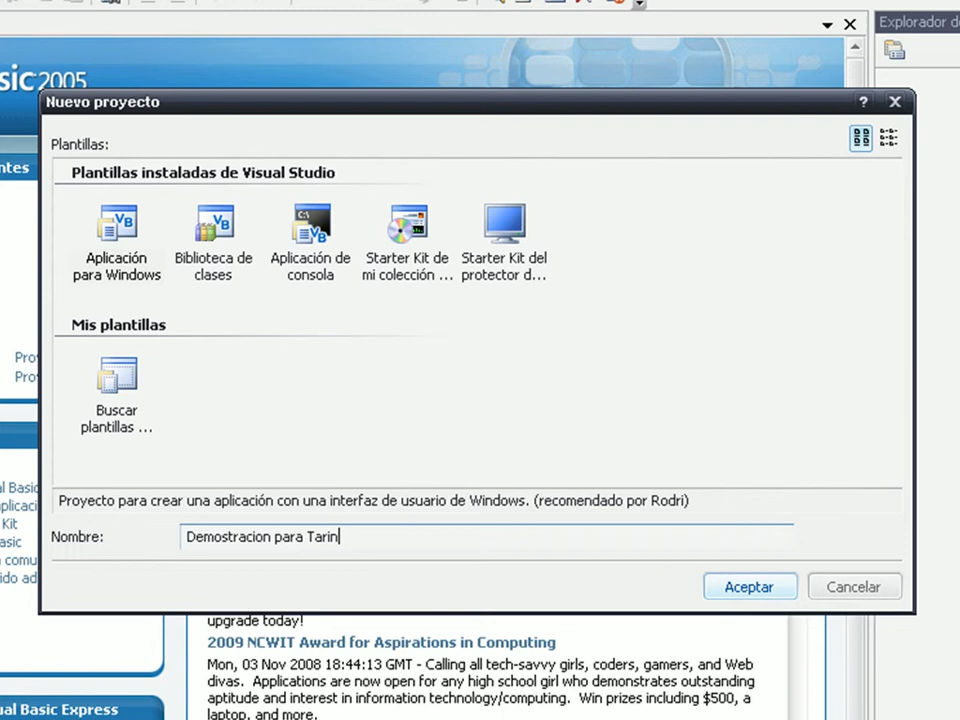 Explorador d
sic 2005
Nuevo proyecto
Plantillas:
ntes
Plantillas instaladas de Visual Studio
Aplicación para Windows
Biblioteca de clases
Aplicación de consola
Starter Kit de mi colección ...
Starter Kit del protector d...
Mis plantillas
Pro
Pro
Buscar plantillas ...
al Basic
plicaci
Kit
asic
a comu
ido ad
Proyecto para crear una aplicación con una interfaz de usuario de Windows. (recomendado por Rodri)
Nombre:
Demostracion para Tarin
Aceptar
Cancelar
upgrade today!
2009 NCWIT Award for Aspirations in Computing
Mon, 03 Nov 2008 18:44:13 GMT - Calling all tech-savvy girls, coders, gamers, and Web
divas. Applications are now open for any high school girl who demonstrates outstanding
aptitude and interest in information technology/computing. Win prizes including $500, a
laptop, and more.
ual Basic Express